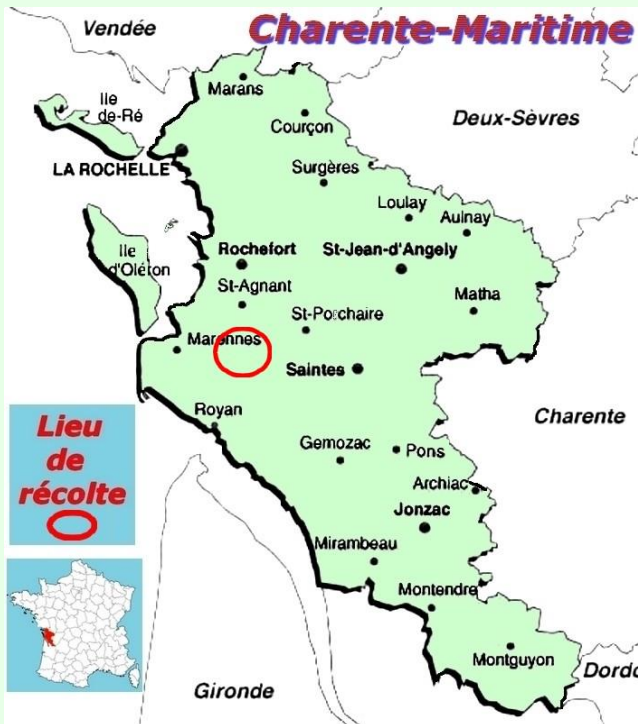 Charente-Maritime
Vendée
Marans
Ile
de-Ré
Courçon
Deux-Sèvres
LA ROCHELLE
Surgères
Loulay
Aulnay
Ile
d'Oléron
Rochefort
St-Jean-d'Angely
St-Agnant
Matha
St-Porchaire
Marennes
Saintes
Charente
Royan
Lieu
de
récolte
Gemozac
Pons
Archiac
Jonzac
Mirambeau
Montendre
Montguyon
Dordo
Gironde